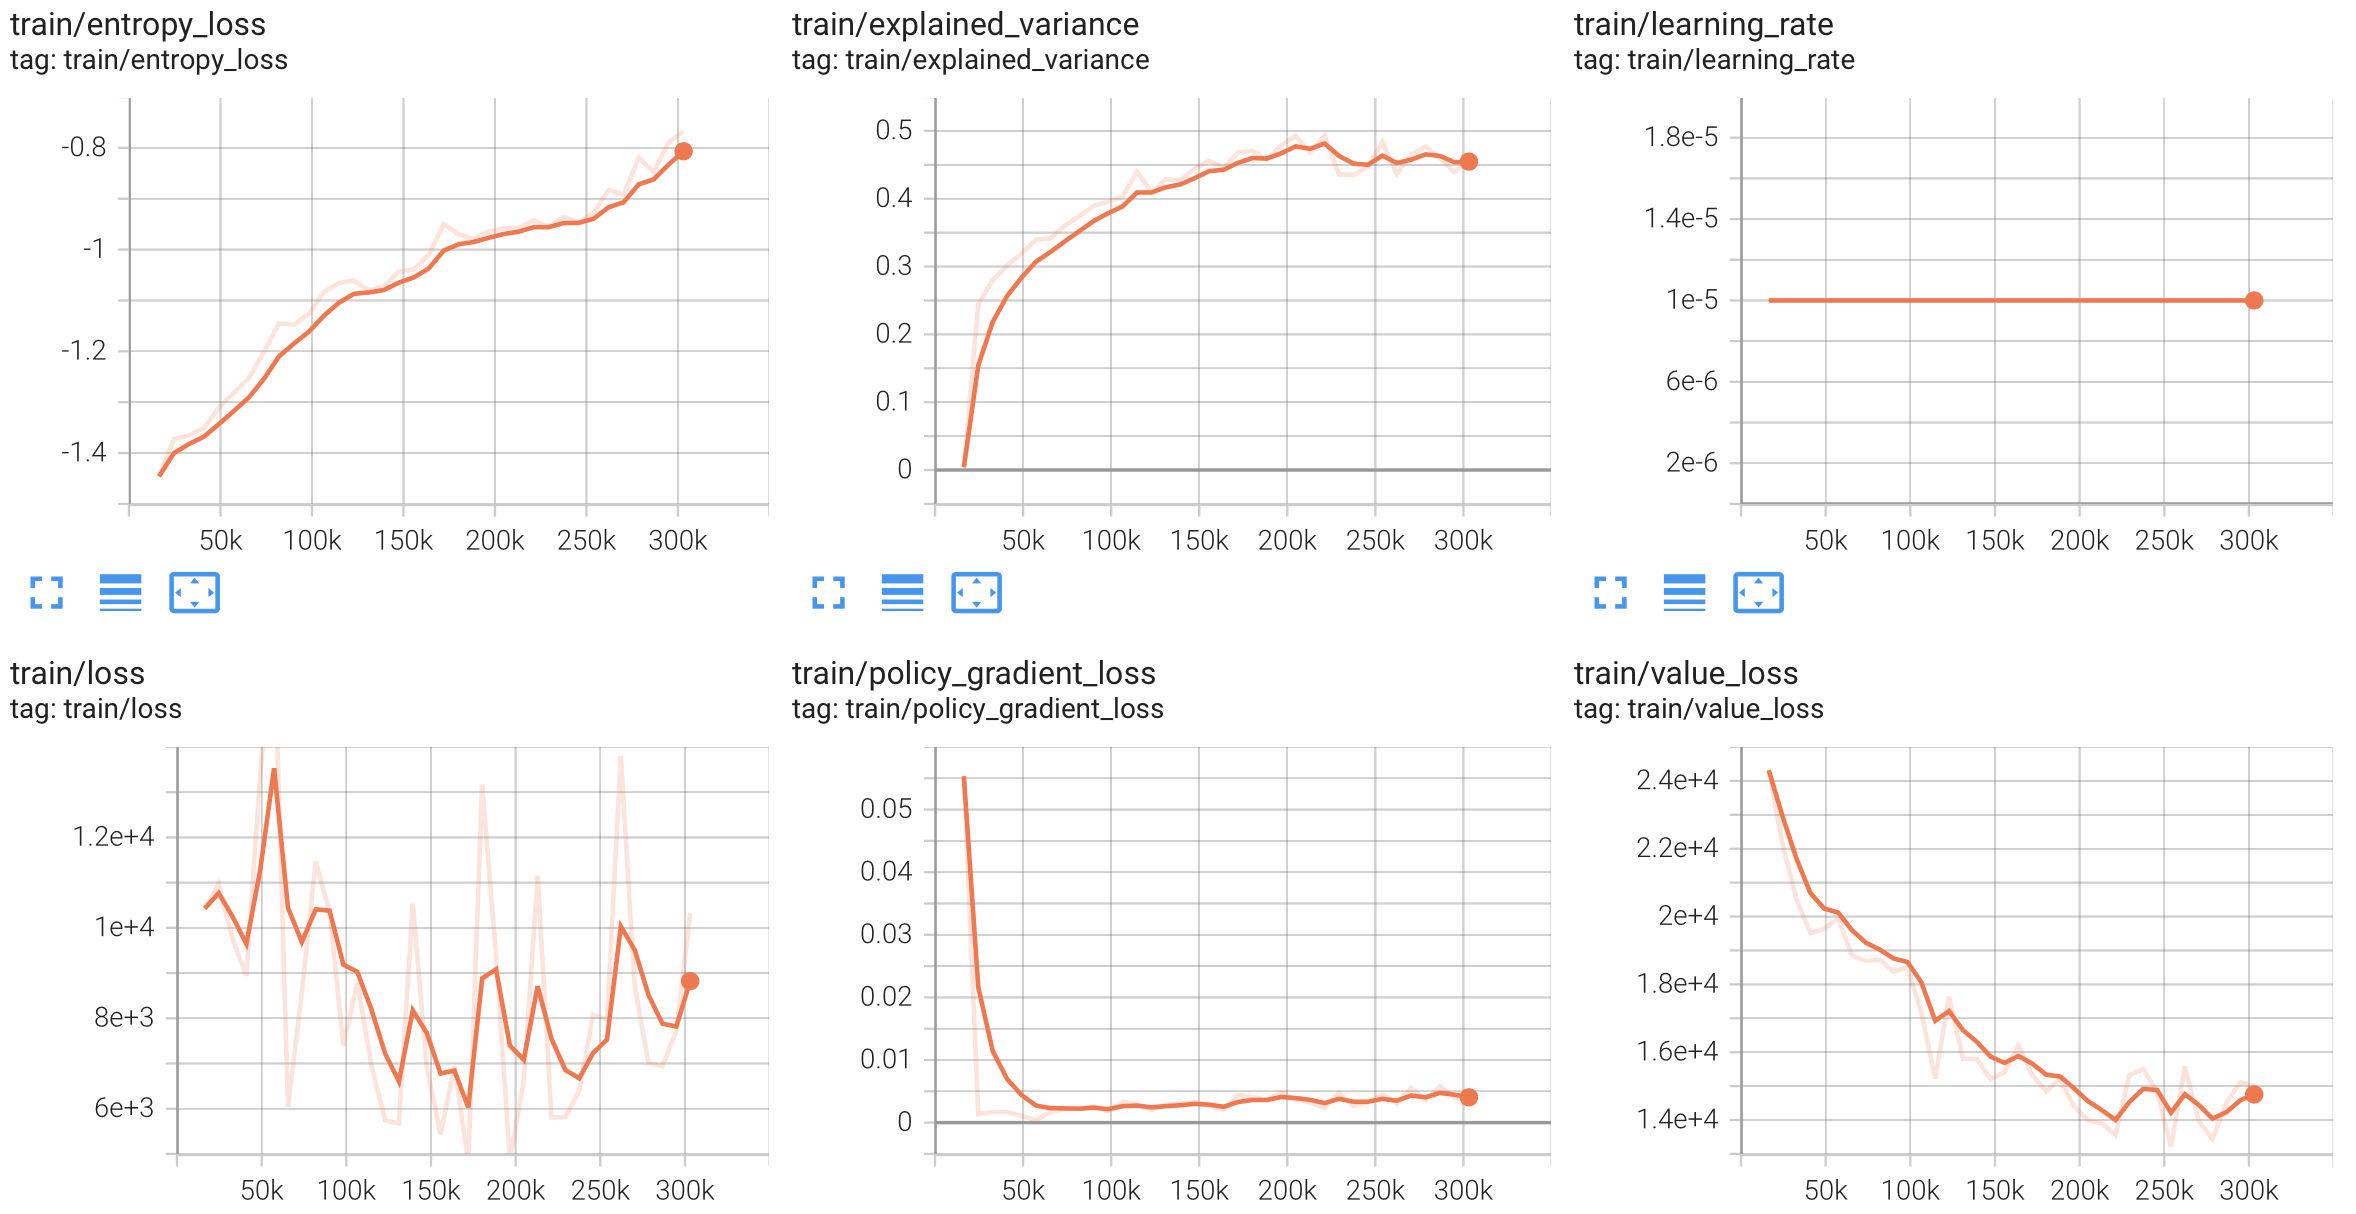 train/entropy_loss
tag: train/entropy_loss
-0.8
-1
-1.2
-1.4
50k 100k 150k 200k 250k 300k
train/explained_variance
tag: train/explained_variance
0.5
0.4
0.3
0.2
0.1
0
50k 100k 150k 200k 250k 300k
train/learning_rate
tag: train/learning_rate
1.8e-5
1.4e-5
1e-5
6e-6
2e-6
50k 100k 150k 200k 250k 300k
train/loss
tag: train/loss
1.2e+4
1e+4
8e+3
6e+3
50k 100k 150k 200k 250k 300k
train/policy_gradient_loss
tag: train/policy_gradient_loss
0.05
0.04
0.03
0.02
0.01
0
50k 100k 150k 200k 250k 300k
train/value_loss
tag: train/value_loss
2.4e+4
2.2e+4
2e+4
1.8e+4
1.6e+4
1.4e+4
50k 100k 150k 200k 250k 300k